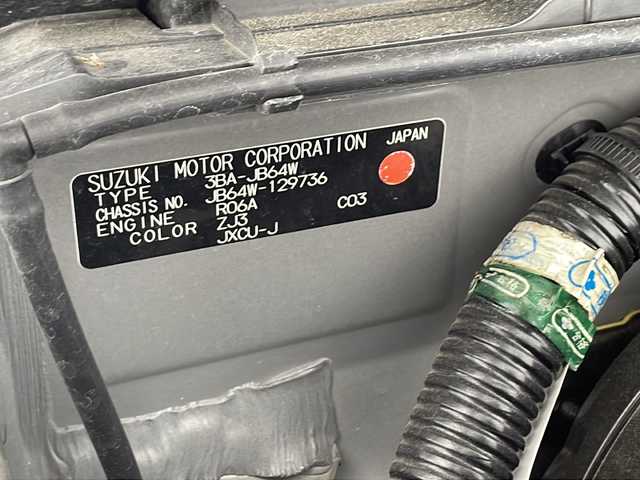 SUZUKI MOTOR CORPORATION JAPAN
TYPE 3BA-JB64W
CHASSIS NO. JB64W-129736
ENGINE R06A C03
COLOR ZJ3
JXCU-J